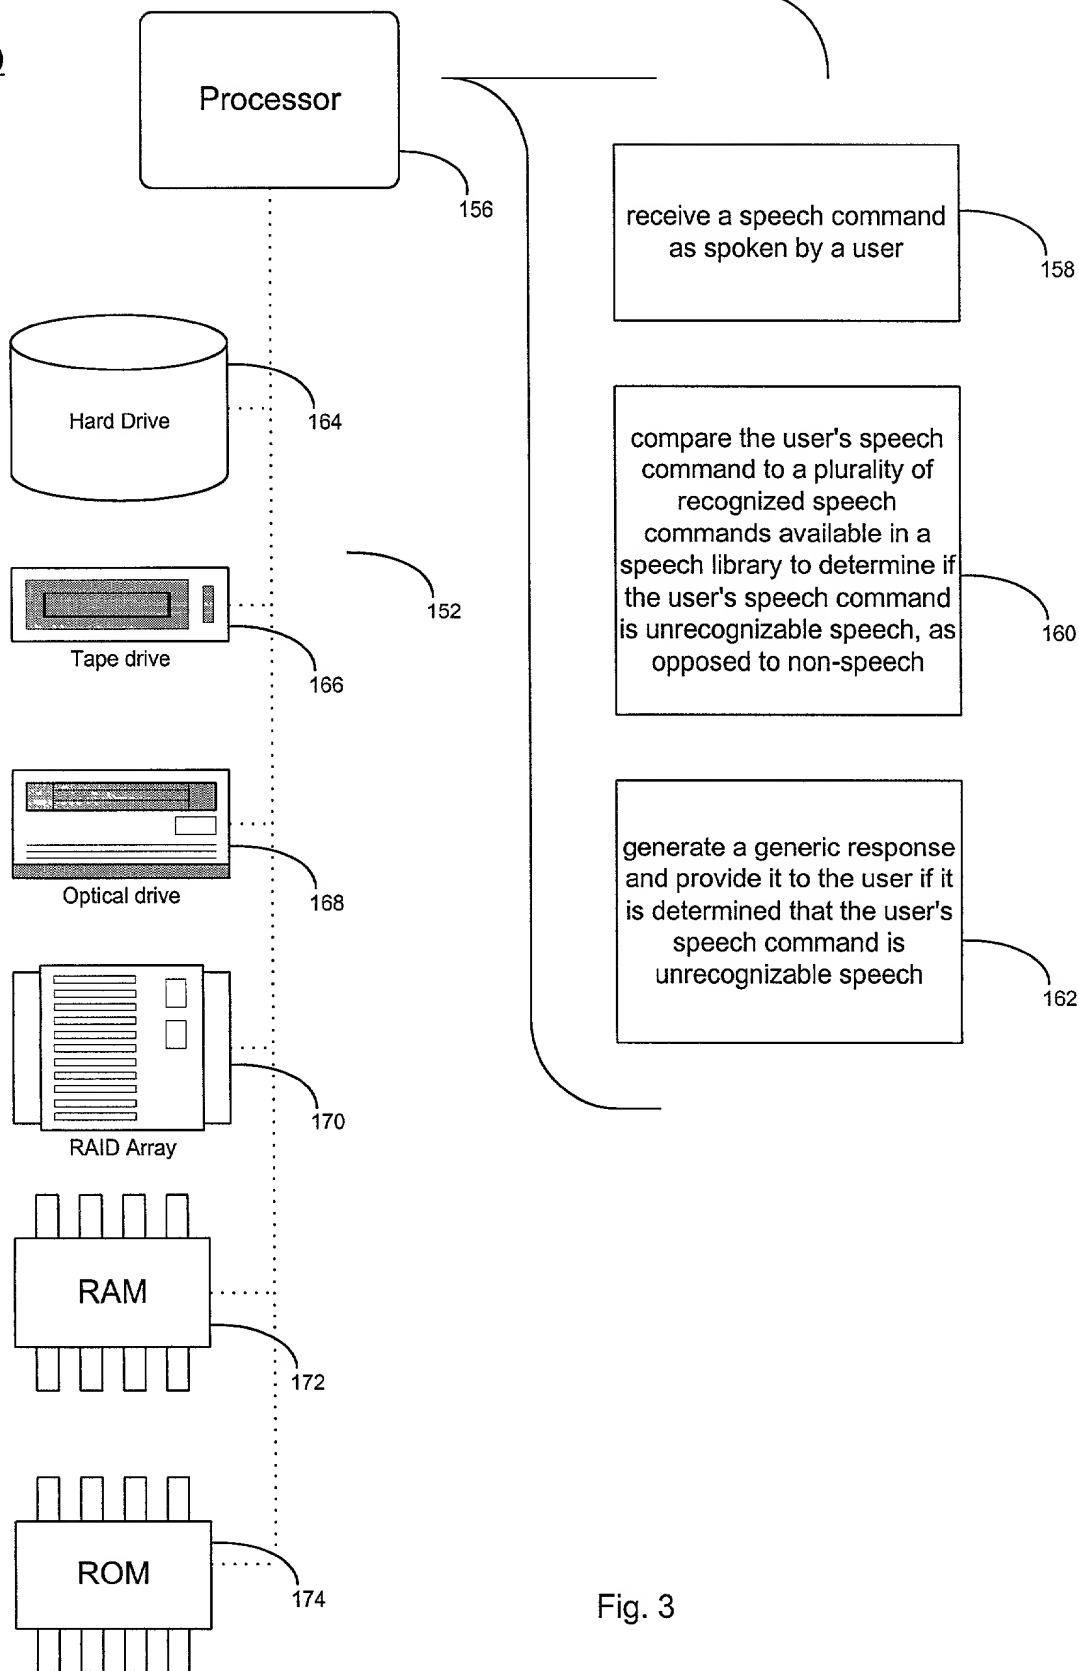 Processor
156
receive a speech command
as spoken by a user
158
Hard Drive
164
compare the user's speech
command to a plurality of
recognized speech
commands available in a
speech library to determine if
the user's speech command
is unrecognizable speech, as
opposed to non-speech
160
152
Tape drive
166
Optical drive
168
generate a generic response
and provide it to the user if it
is determined that the user's
speech command is
unrecognizable speech
162
RAID Array
170
RAM
172
ROM
174
Fig. 3